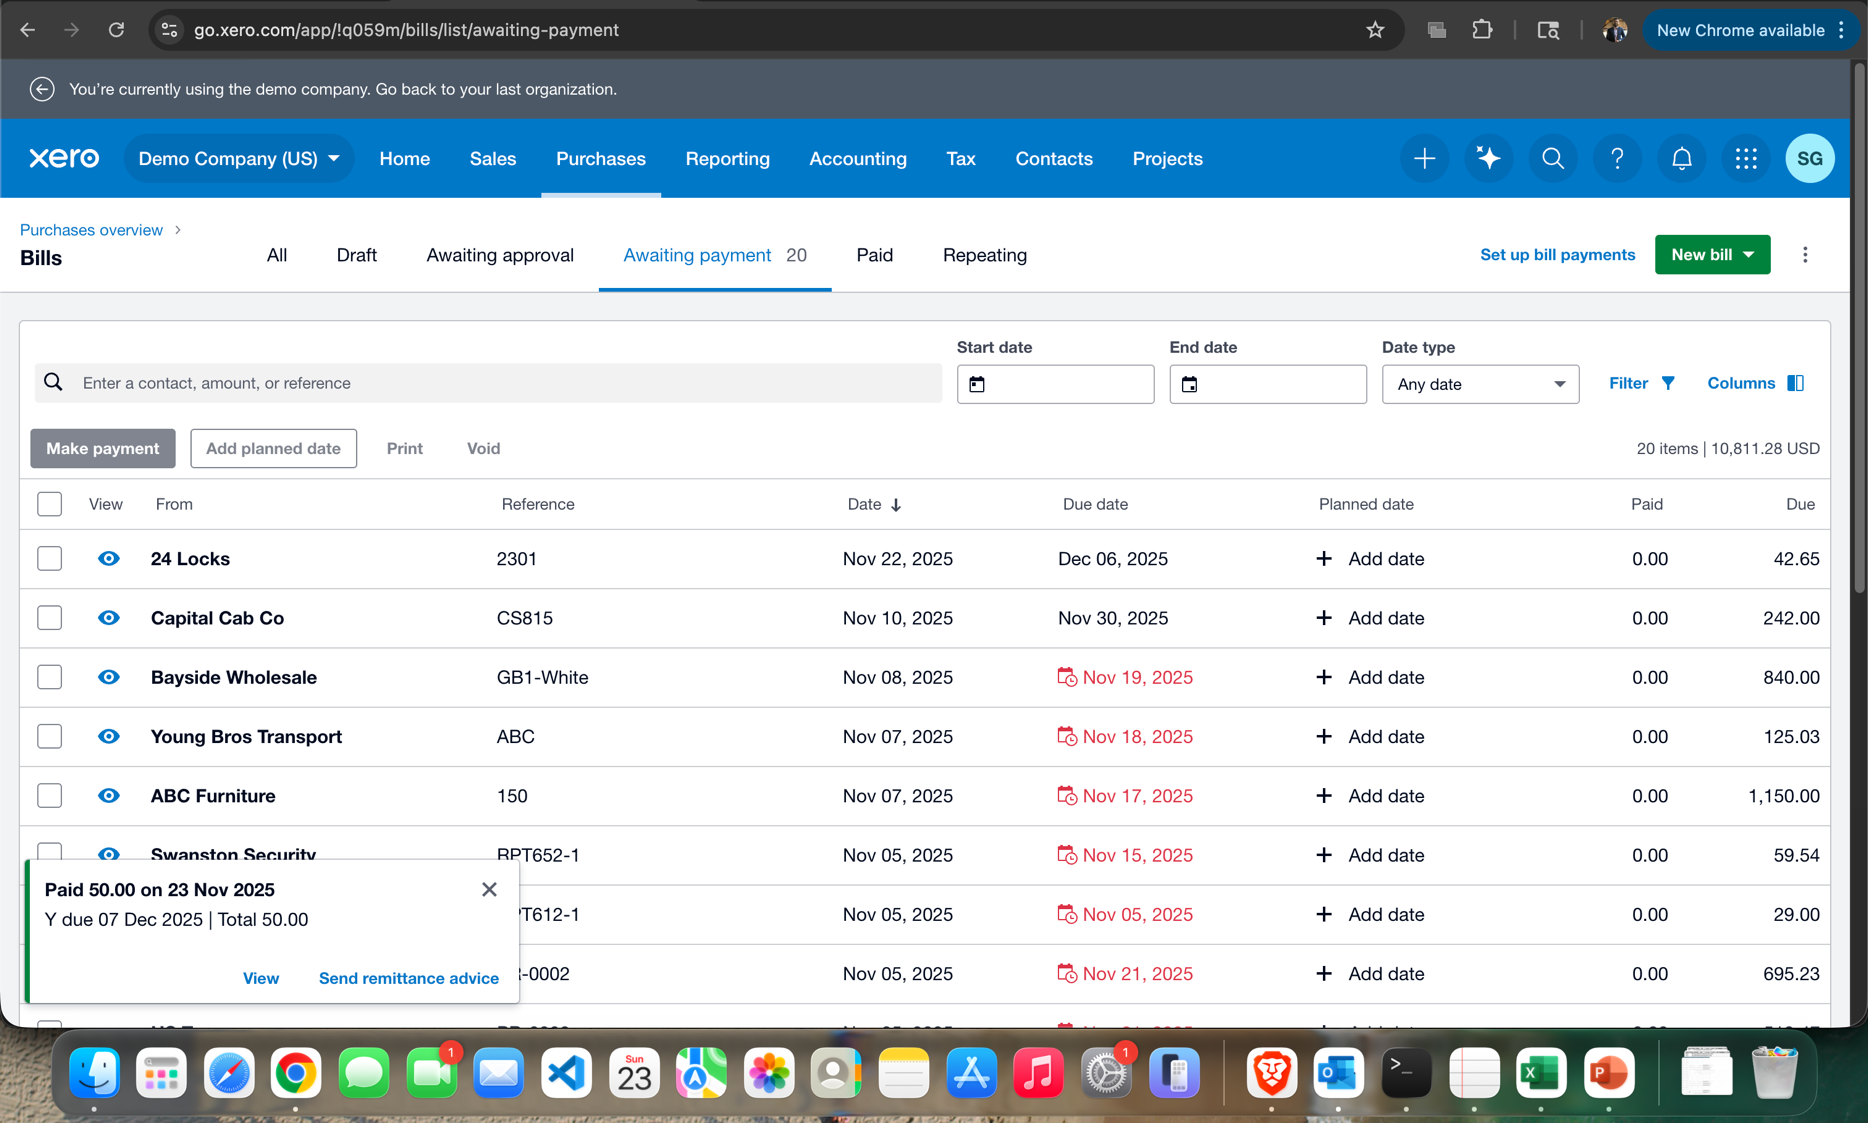 go.xero.com/app/!q059m/bills/list/awaiting-payment
New Chrome available
You're currently using the demo company. Go back to your last organization.
xero
Demo Company (US)
Home
Sales
Purchases
Reporting
Accounting
Tax
Contacts
Projects
?
SG
Purchases overview
Bills
All
Draft
Awaiting approval
Awaiting payment 20
Paid
Repeating
Set up bill payments
New bill
Start date
End date
Date type
Enter a contact, amount, or reference
Any date
Filter
Columns
Make payment
Add planned date
Print
Void
20 items | 10,811.28 USD
View From Reference Date Due date Planned date Paid Due
24 Locks 2301 Nov 22, 2025 Dec 06, 2025 + Add date 0.00 42.65
Capital Cab Co CS815 Nov 10, 2025 Nov 30, 2025 + Add date 0.00 242.00
Bayside Wholesale GB1-White Nov 08, 2025 Nov 19, 2025 + Add date 0.00 840.00
Young Bros Transport ABC Nov 07, 2025 Nov 18, 2025 + Add date 0.00 125.03
ABC Furniture 150 Nov 07, 2025 Nov 17, 2025 + Add date 0.00 1,150.00
Swanston Security RPT652-1 Nov 05, 2025 Nov 15, 2025 + Add date 0.00 59.54
T612-1 Nov 05, 2025 Nov 05, 2025 + Add date 0.00 29.00
-0002 Nov 05, 2025 Nov 21, 2025 + Add date 0.00 695.23
Paid 50.00 on 23 Nov 2025
Y due 07 Dec 2025 | Total 50.00
View
Send remittance advice
1
Sun
23
1